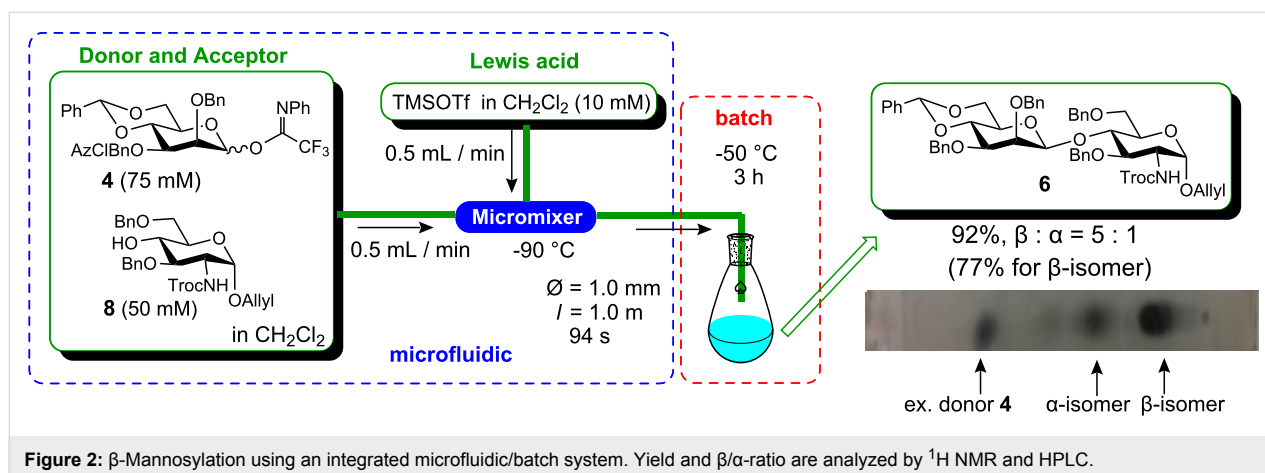 Donor and Acceptor
Ph
O
O
O
OBn
NPh
AzClBnO
O
CF3
4 (75 mM)
BnO
HO
O
BnO
TrocNH
OAllyl
8 (50 mM)
in CH2Cl2
Lewis acid
TMSOTf in CH2Cl2 (10 mM)
0.5 mL / min
Micromixer
0.5 mL / min
-90 °C
Ø = 1.0 mm
l = 1.0 m
94 s
microfluidic
batch
-50 °C
3 h
Ph
O
O
O
OBn
BnO
O
BnO
O
BnO
TrocNH
OAllyl
6
92%, β : α = 5 : 1
(77% for β-isomer)
ex. donor 4
α-isomer
β-isomer
Figure 2: β-Mannosylation using an integrated microfluidic/batch system. Yield and β/α-ratio are analyzed by 1H NMR and HPLC.